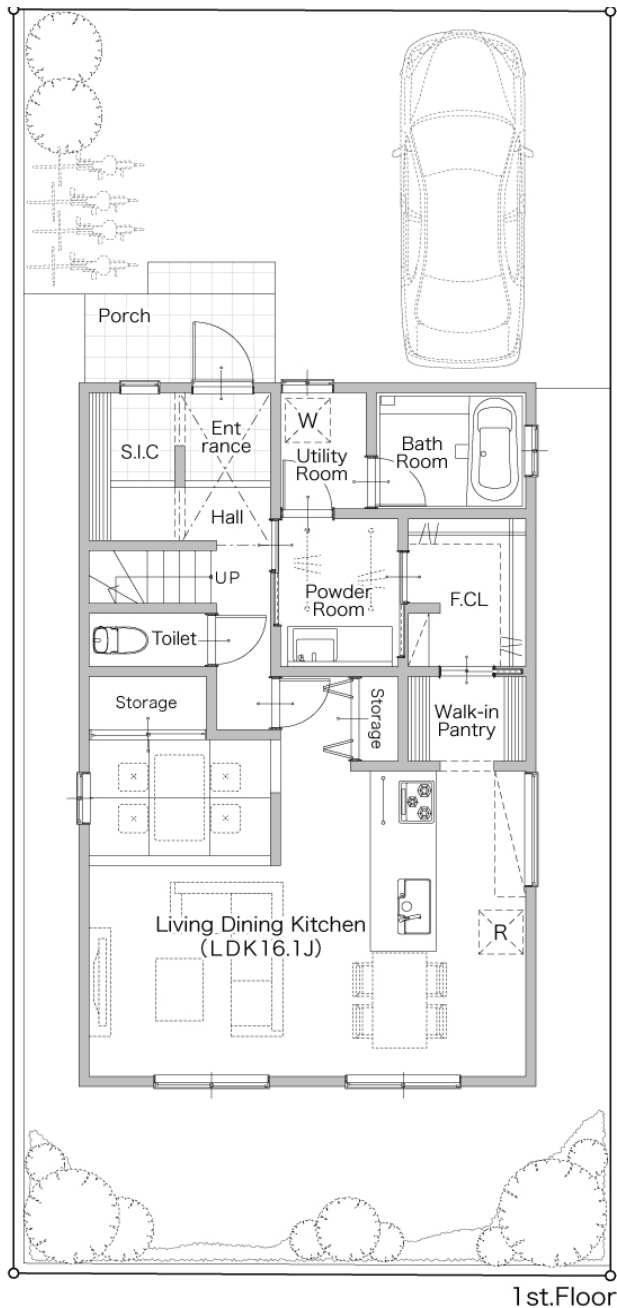 Porch
S.I.C
Ent
rance
W
Utility
Room
Bath
Room
Hall
UP
Powder
Room
F.CL
Toilet
Storage
Storage
Walk-in
Pantry
Living Dining Kitchen
(LDK16.1J)
R
1st.Floor